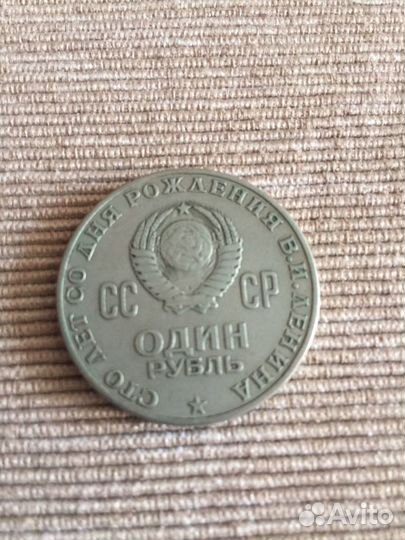 СТО ЛЕТ СО ДНЯ РОЖДЕНИЯ В.И.ЛЕНИНА
СС СР
ОДИН
РУБЛЬ
Avito